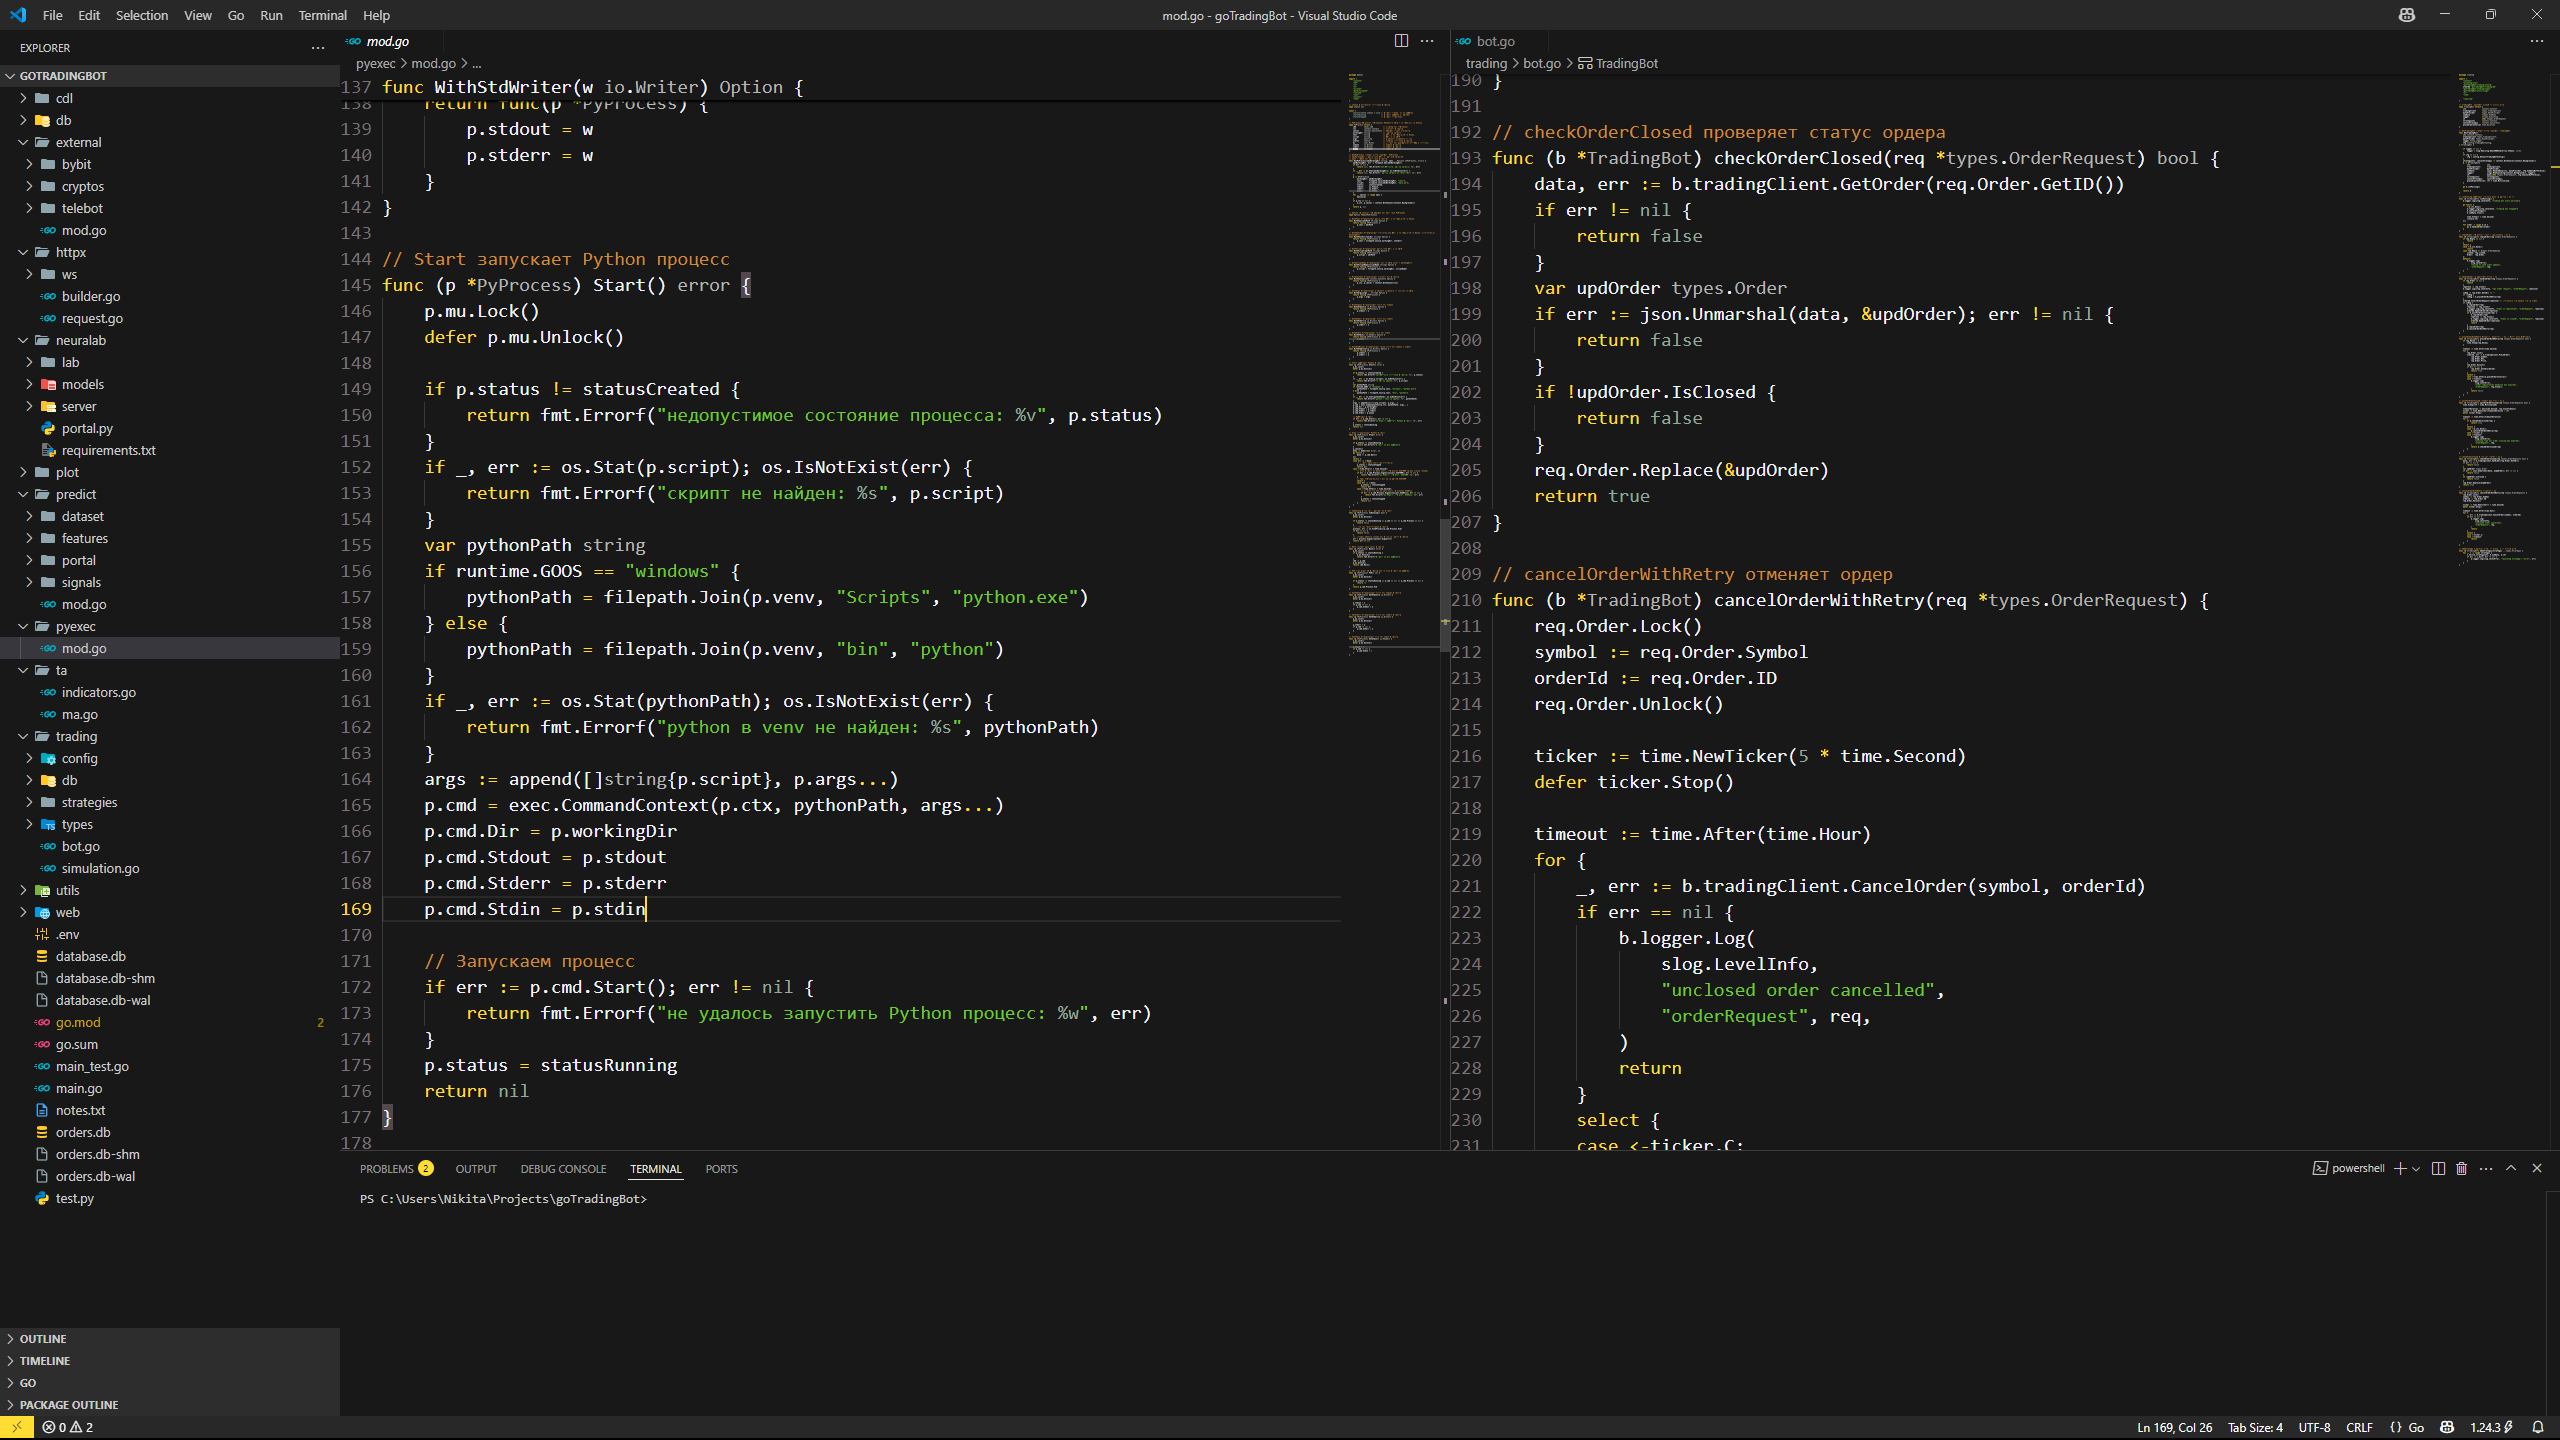 File Edit Selection View Go Run Terminal Help
mod.go - goTradingBot - Visual Studio Code
EXPLORER
GOTRADINGBOT
cdl
db
external
bybit
cryptos
telebot
mod.go
httpx
ws
builder.go
request.go
neuralab
lab
models
server
portal.py
requirements.txt
plot
predict
dataset
features
portal
signals
mod.go
pyexec
mod.go
ta
indicators.go
ma.go
trading
config
db
strategies
types
bot.go
simulation.go
utils
web
.env
database.db
database.db-shm
database.db-wal
go.mod 2
go.sum
main_test.go
main.go
notes.txt
orders.db
orders.db-shm
orders.db-wal
test.py
OUTLINE
TIMELINE
GO
PACKAGE OUTLINE
mod.go
pyexec > mod.go > ...
137 func WithStdWriter(w io.Writer) Option {
138 return func(p *PyProcess) {
139 p.stdout = w
140 p.stderr = w
141 }
142 }
143
144 // Start запускает Python процесс
145 func (p *PyProcess) Start() error {
146 p.mu.Lock()
147 defer p.mu.Unlock()
148
149 if p.status != statusCreated {
150 return fmt.Errorf("недопустимое состояние процесса: %v", p.status)
151 }
152 if _, err := os.Stat(p.script); os.IsNotExist(err) {
153 return fmt.Errorf("скрипт не найден: %s", p.script)
154 }
155 var pythonPath string
156 if runtime.GOOS == "windows" {
157 pythonPath = filepath.Join(p.venv, "Scripts", "python.exe")
158 } else {
159 pythonPath = filepath.Join(p.venv, "bin", "python")
160 }
161 if _, err := os.Stat(pythonPath); os.IsNotExist(err) {
162 return fmt.Errorf("python в venv не найден: %s", pythonPath)
163 }
164 args := append([]string{p.script}, p.args...)
165 p.cmd = exec.CommandContext(p.ctx, pythonPath, args...)
166 p.cmd.Dir = p.workingDir
167 p.cmd.Stdout = p.stdout
168 p.cmd.Stderr = p.stderr
169 p.cmd.Stdin = p.stdin
170
171 // Запускаем процесс
172 if err := p.cmd.Start(); err != nil {
173 return fmt.Errorf("не удалось запустить Python процесс: %w", err)
174 }
175 p.status = statusRunning
176 return nil
177 }
178
bot.go
trading > bot.go > TradingBot
190 }
191
192 // checkOrderClosed проверяет статус ордера
193 func (b *TradingBot) checkOrderClosed(req *types.OrderRequest) bool {
194 data, err := b.tradingClient.GetOrder(req.Order.GetID())
195 if err != nil {
196 return false
197 }
198 var updOrder types.Order
199 if err := json.Unmarshal(data, &updOrder); err != nil {
200 return false
201 }
202 if !updOrder.IsClosed {
203 return false
204 }
205 req.Order.Replace(&updOrder)
206 return true
207 }
208
209 // cancelOrderWithRetry отменяет ордер
210 func (b *TradingBot) cancelOrderWithRetry(req *types.OrderRequest) {
211 req.Order.Lock()
212 symbol := req.Order.Symbol
213 orderId := req.Order.ID
214 req.Order.Unlock()
215
216 ticker := time.NewTicker(5 * time.Second)
217 defer ticker.Stop()
218
219 timeout := time.After(time.Hour)
220 for {
221 _, err := b.tradingClient.CancelOrder(symbol, orderId)
222 if err == nil {
223 b.logger.Log(
224 slog.LevelInfo,
225 "unclosed order cancelled",
226 "orderRequest", req,
227 )
228 return
229 }
230 select {
231 case <-ticker.C:
PROBLEMS 2 OUTPUT DEBUG CONSOLE TERMINAL PORTS
powershell
PS C:\Users\Nikita\Projects\goTradingBot>
0 2
Ln 169, Col 26 Tab Size: 4 UTF-8 CRLF {} Go 1.24.3